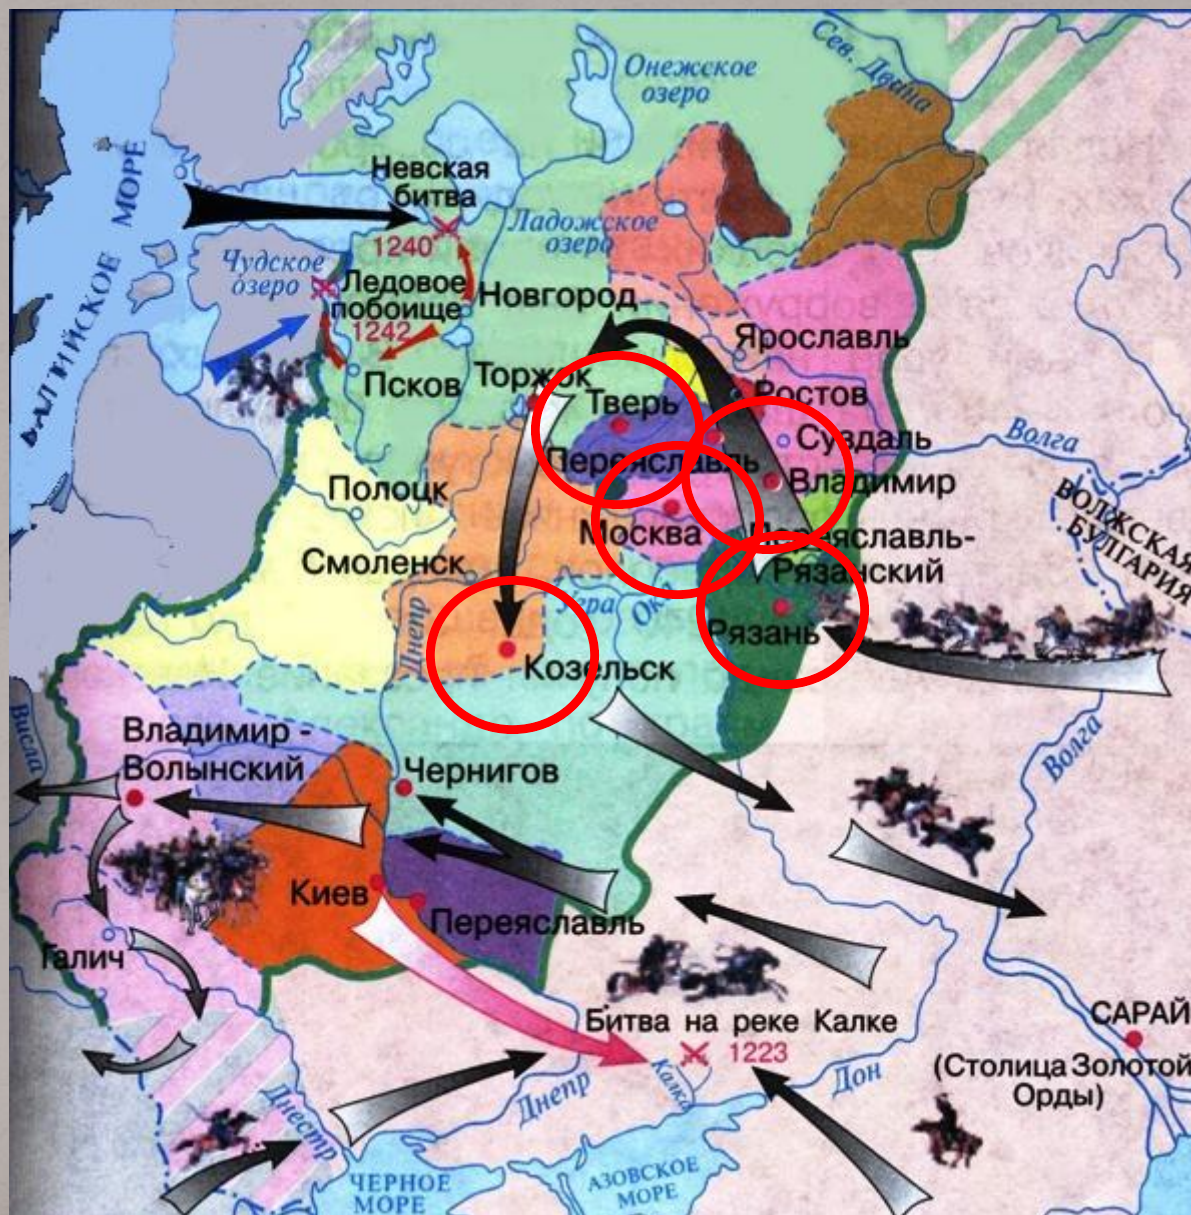 Сев. Двина
Онежское
озеро
БАЛТИЙСКОЕ МОРЕ
Невская
битва
1240
Ладожское
озеро
Чудское
озеро
Ледовое
побоище
1242
Новгород
Псков
Торжок
Ярославль
Ростов
Тверь
Суздаль
Волга
Переяславль
Владимир
Полоцк
Москва
ВОЛЖСКАЯ
БУЛГАРИЯ
Переяславль-
Рязанский
Смоленск
Угра
Ока
Днепр
Рязань
Козельск
Висла
Владимир -
Волынский
Чернигов
Волга
Киев
Переяславль
Галич
Битва на реке Калке
1223
САРАЙ
(Столица Золотой
Орды)
Калка
Днепр
Дон
Днестр
ЧЕРНОЕ
МОРЕ
АЗОВСКОЕ
МОРЕ